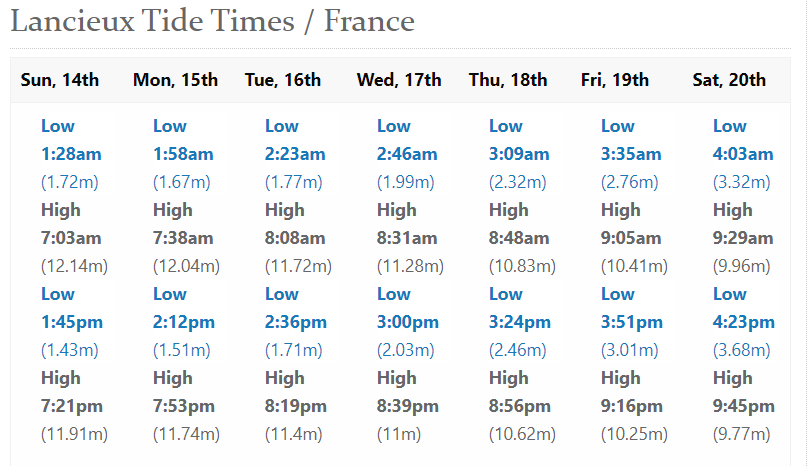 Lancieux Tide Times / France
Sun, 14th Mon, 15th Tue, 16th Wed, 17th Thu, 18th Fri, 19th Sat, 20th
Low Low Low Low Low Low Low
1:28am 1:58am 2:23am 2:46am 3:09am 3:35am 4:03am
(1.72m) (1.67m) (1.77m) (1.99m) (2.32m) (2.76m) (3.32m)
High High High High High High High
7:03am 7:38am 8:08am 8:31am 8:48am 9:05am 9:29am
(12.14m) (12.04m) (11.72m) (11.28m) (10.83m) (10.41m) (9.96m)
Low Low Low Low Low Low Low
1:45pm 2:12pm 2:36pm 3:00pm 3:24pm 3:51pm 4:23pm
(1.43m) (1.51m) (1.71m) (2.03m) (2.46m) (3.01m) (3.68m)
High High High High High High High
7:21pm 7:53pm 8:19pm 8:39pm 8:56pm 9:16pm 9:45pm
(11.91m) (11.74m) (11.4m) (11m) (10.62m) (10.25m) (9.77m)